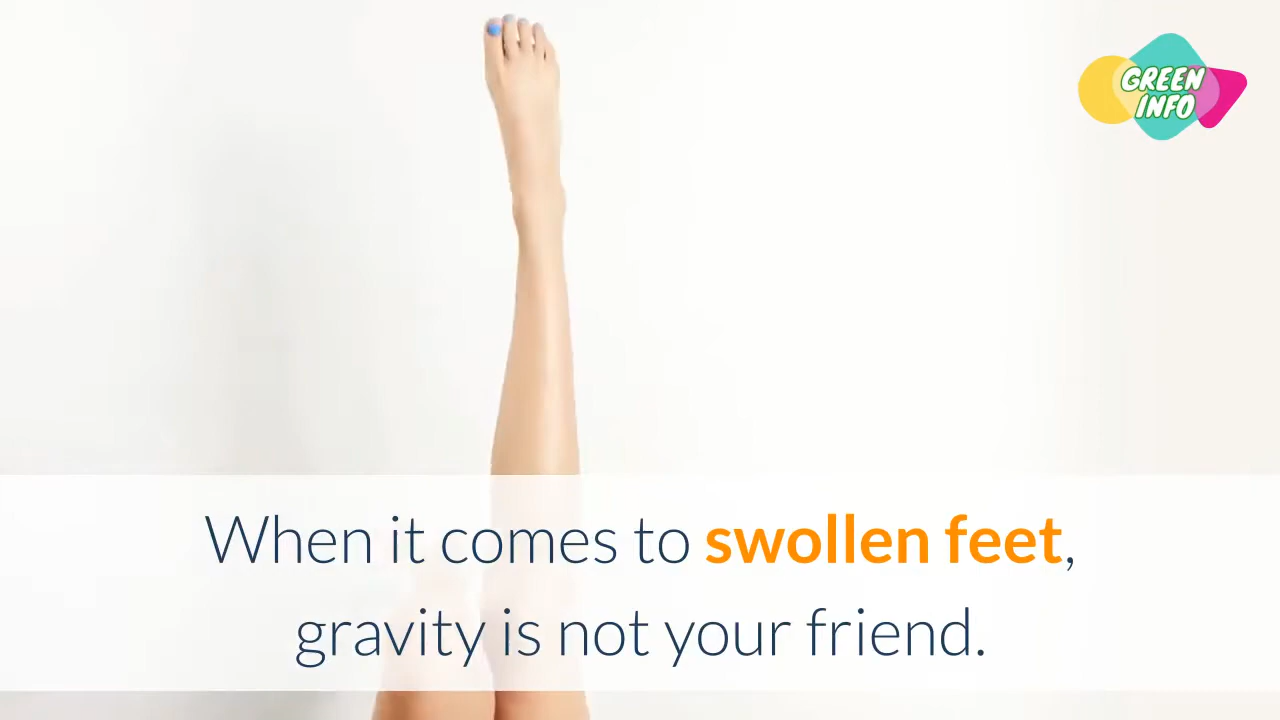 GREEN
INFO
When it comes to swollen feet,
gravity is not your friend.